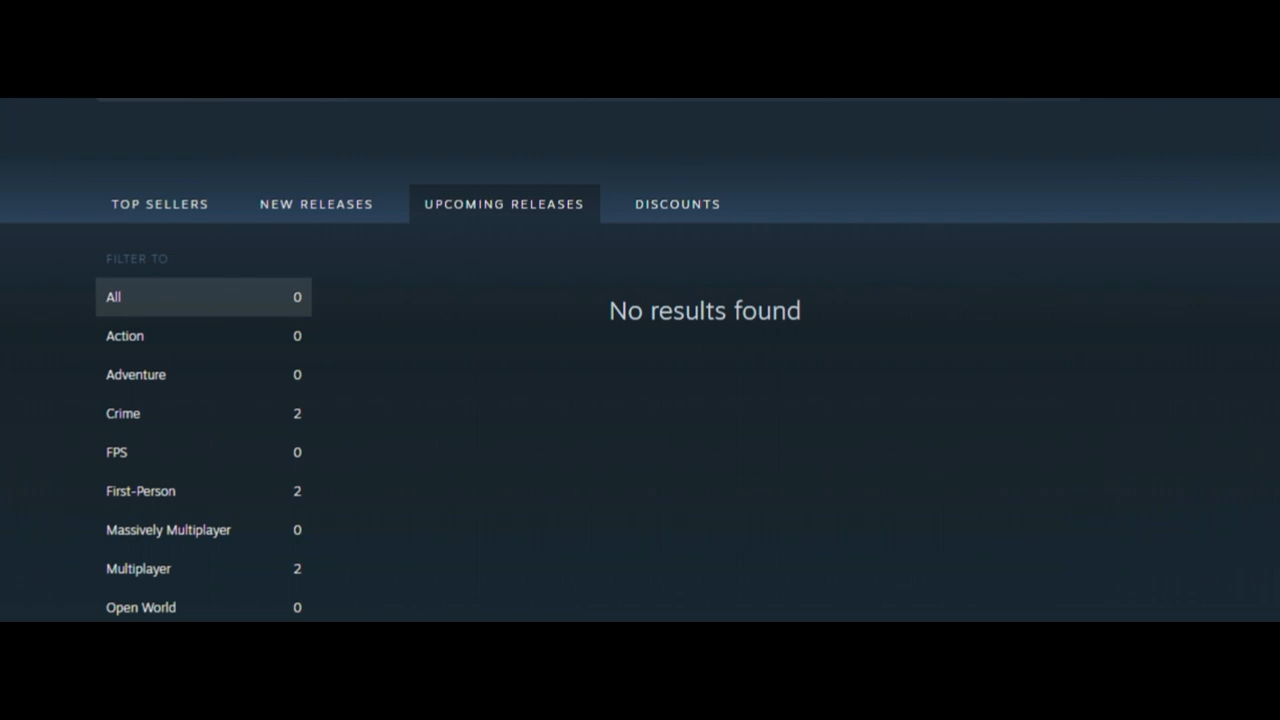 TOP SELLERS NEW RELEASES UPCOMING RELEASES DISCOUNTS
FILTER TO
All 0
No results found
Action 0
Adventure 0
Crime 2
FPS 0
First-Person 2
Massively Multiplayer 0
Multiplayer 2
Open World 0